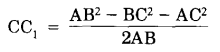 CC₁ = (AB² − BC² − AC²) / 2AB